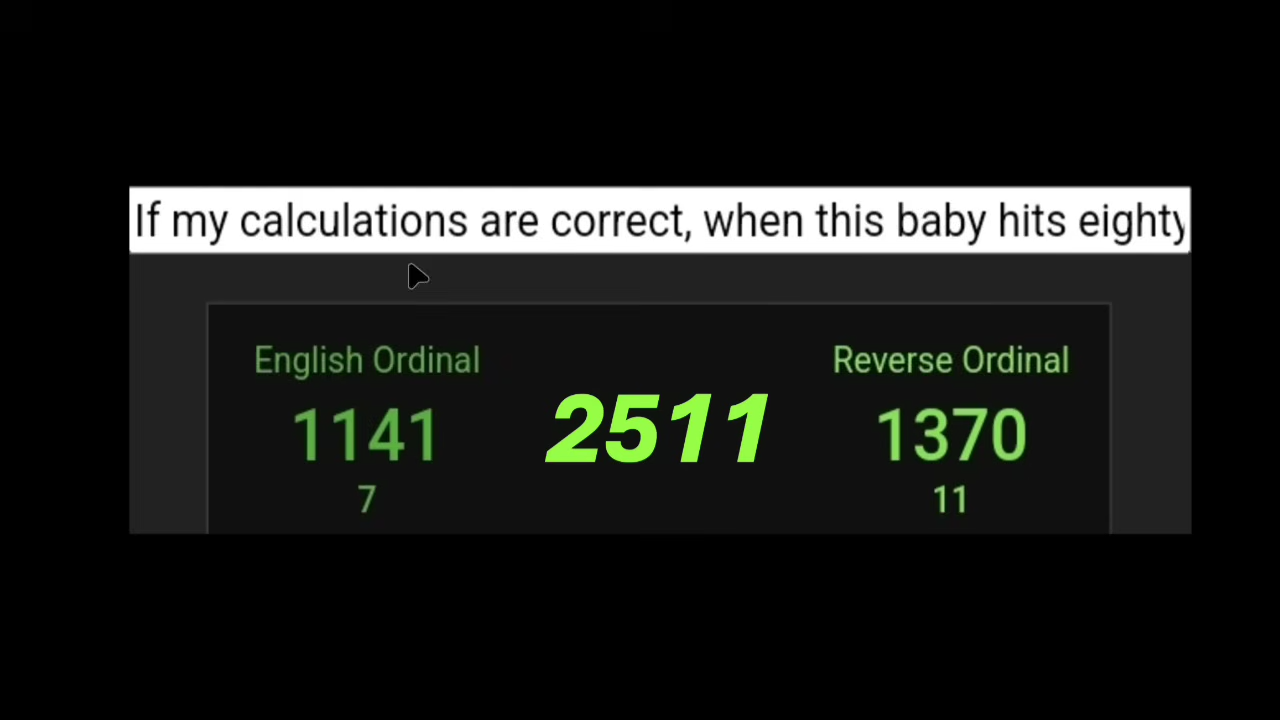 If my calculations are correct, when this baby hits eighty
English Ordinal
Reverse Ordinal
1141
2511
1370
7
11